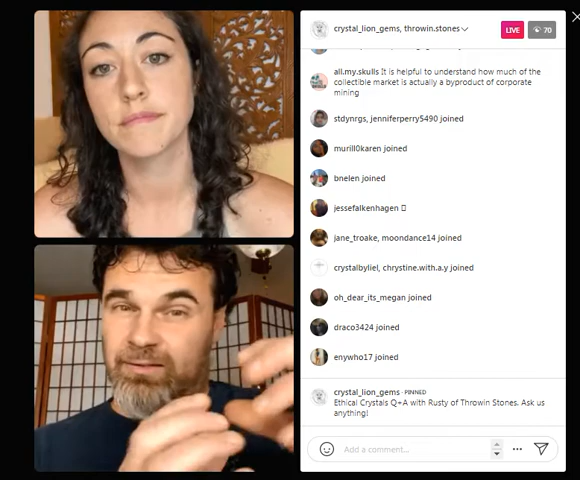 crystal_lion_gems, throwin.stones
LIVE
70
all.my.skulls It is helpful to understand how much of the
collectible market is actually a byproduct of corporate
mining
stdynrgs, jenniferperry5490 joined
murill0karen joined
bnelen joined
jessefalkenhagen
jane_troake, moondance14 joined
crystalbyliel, chrystine.with.a.y joined
oh_dear_its_megan joined
draco3424 joined
enywho17 joined
crystal_lion_gems · PINNED
Ethical Crystals Q+A with Rusty of Throwin Stones. Ask us
anything!
Add a comment...